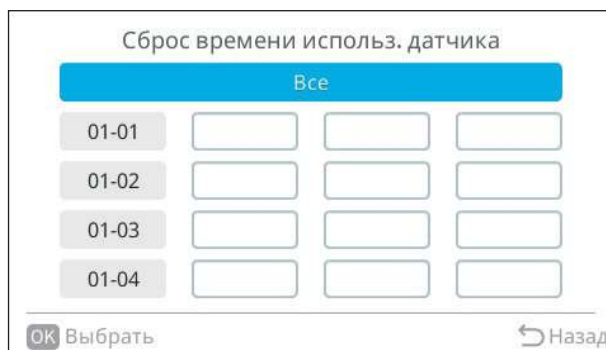 Сброс времени использ. датчика
Все
01-01
01-02
01-03
01-04
OK Выбрать
Назад